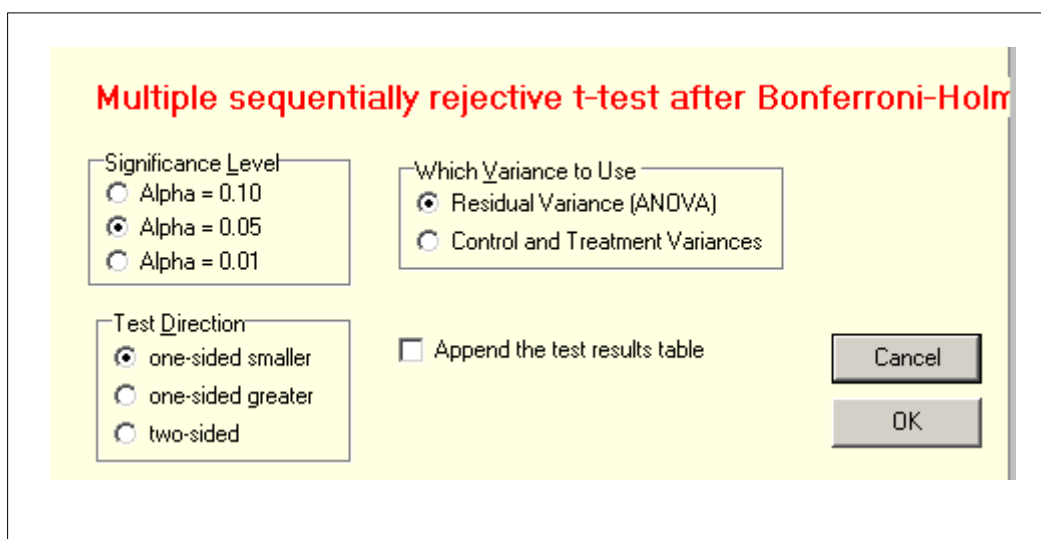 Multiple sequentially rejective t-test after Bonferroni-Holm
Significance Level
Alpha = 0.10
Alpha = 0.05
Alpha = 0.01
Which Variance to Use
Residual Variance (ANOVA)
Control and Treatment Variances
Test Direction
one-sided smaller
one-sided greater
two-sided
Append the test results table
Cancel
OK